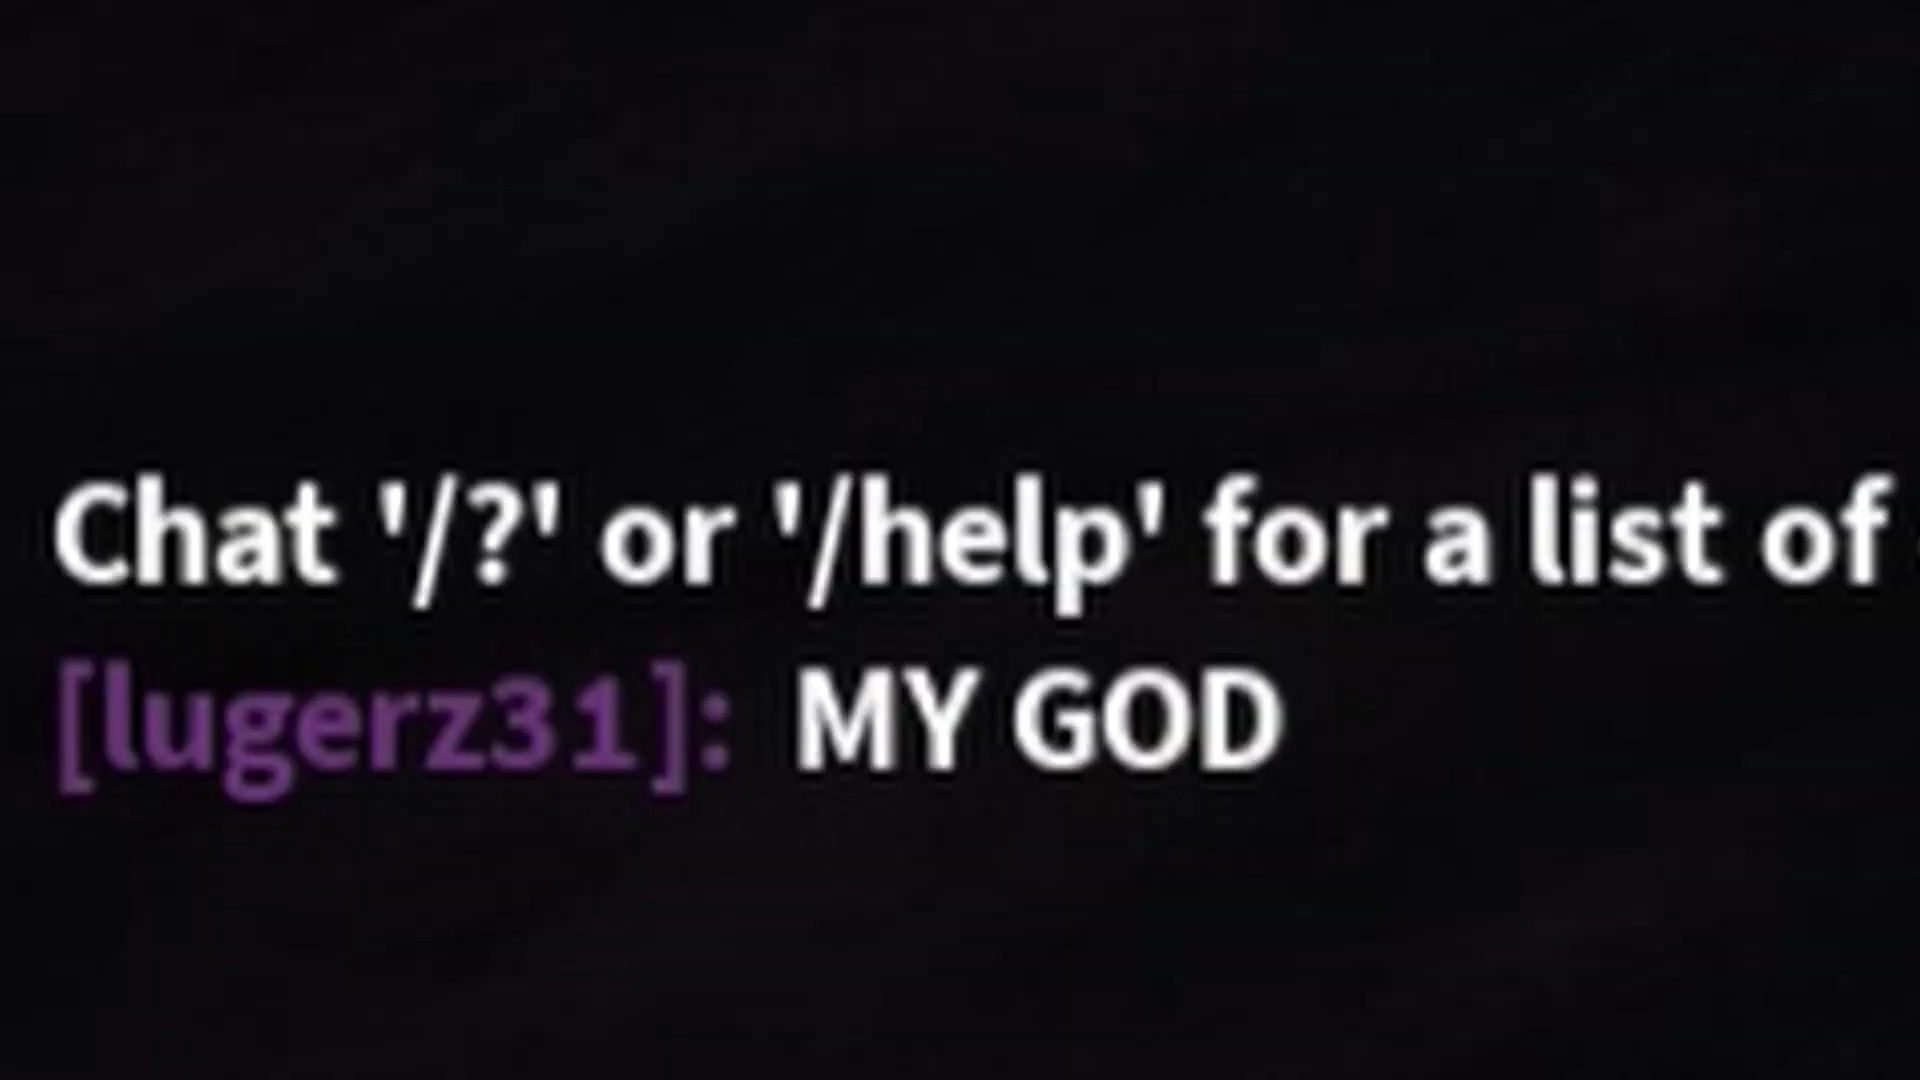 Chat '/?' or '/help' for a list of
[lugerz31]: MY GOD